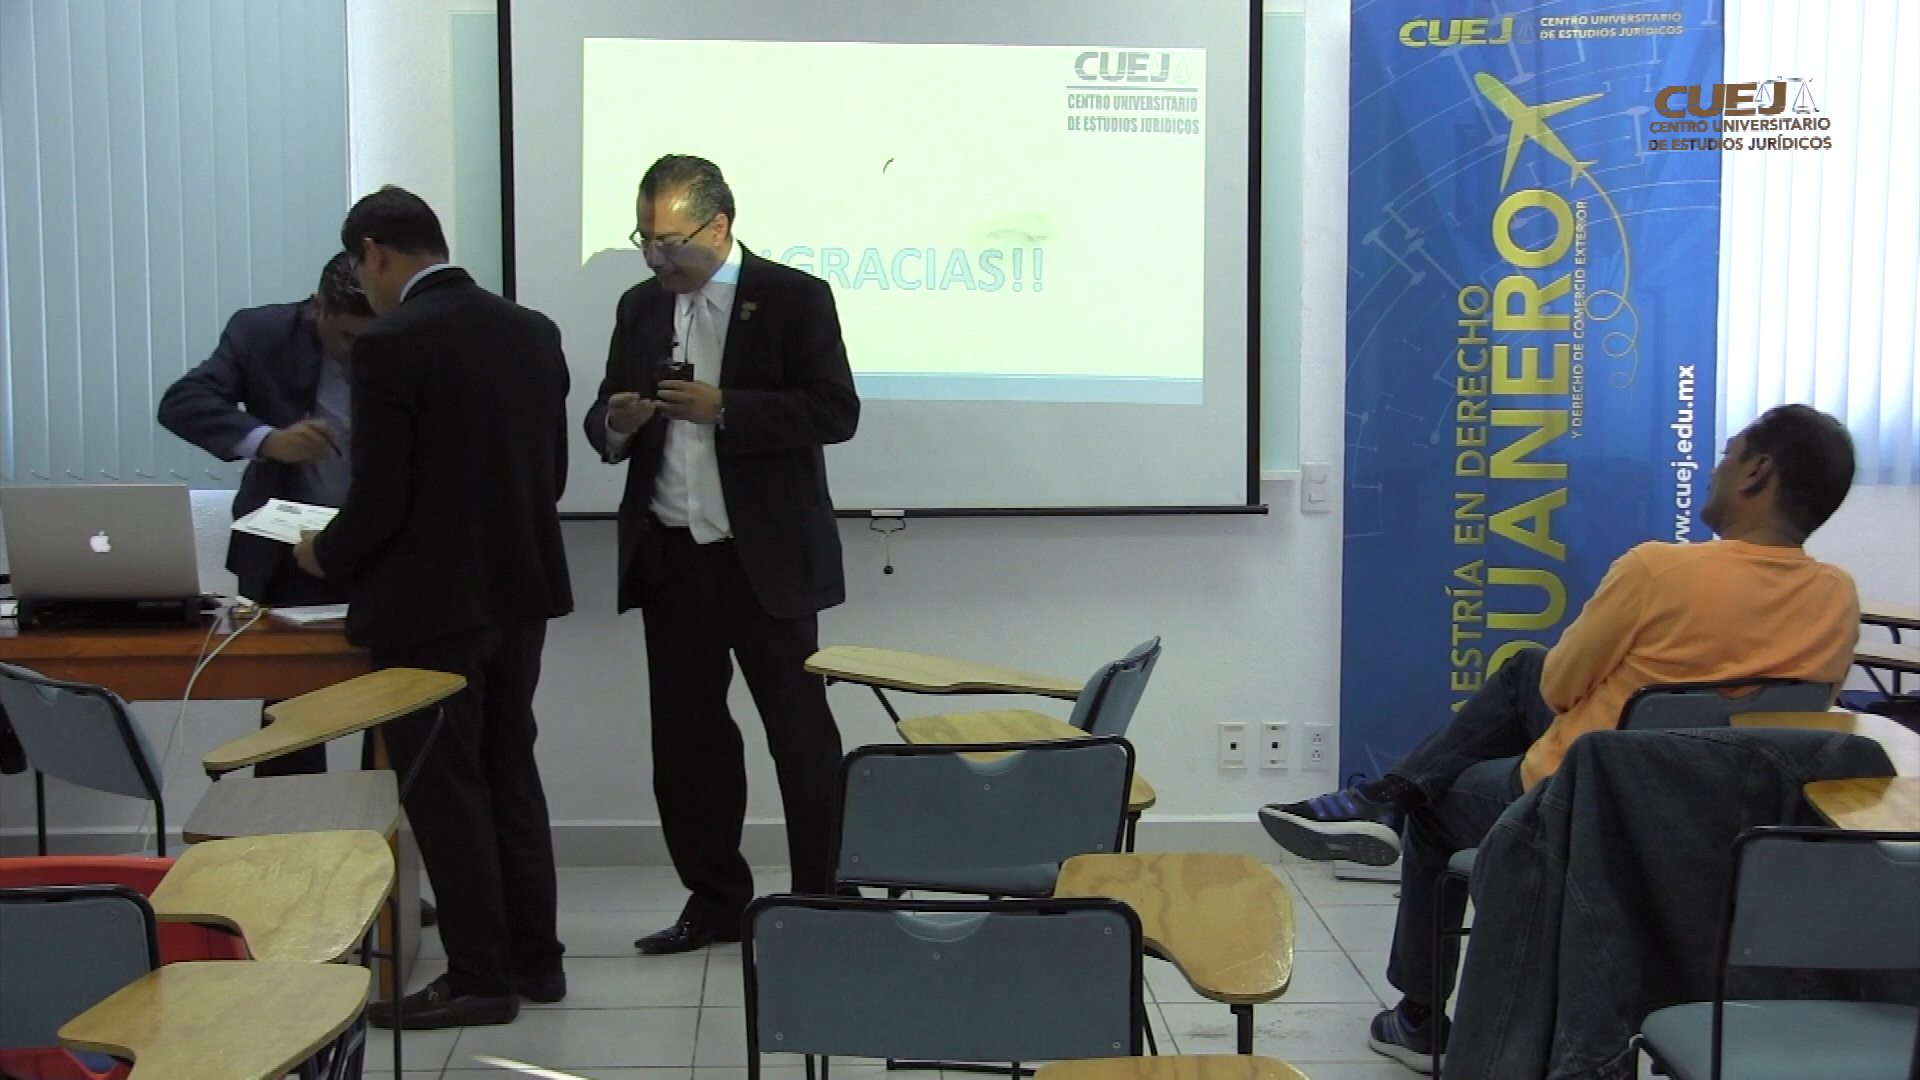 CUEJ
CENTRO UNIVERSITARIO
DE ESTUDIOS JURIDICOS
¡GRACIAS!!
CUEJ
CENTRO UNIVERSITARIO
DE ESTUDIOS JURÍDICOS
AESTRÍA EN DERECHO
DUANERO
Y DERECHO DE COMERCIO EXTERIOR
ww.cuej.edu.mx
CUEJ
CENTRO UNIVERSITARIO
DE ESTUDIOS JURÍDICOS